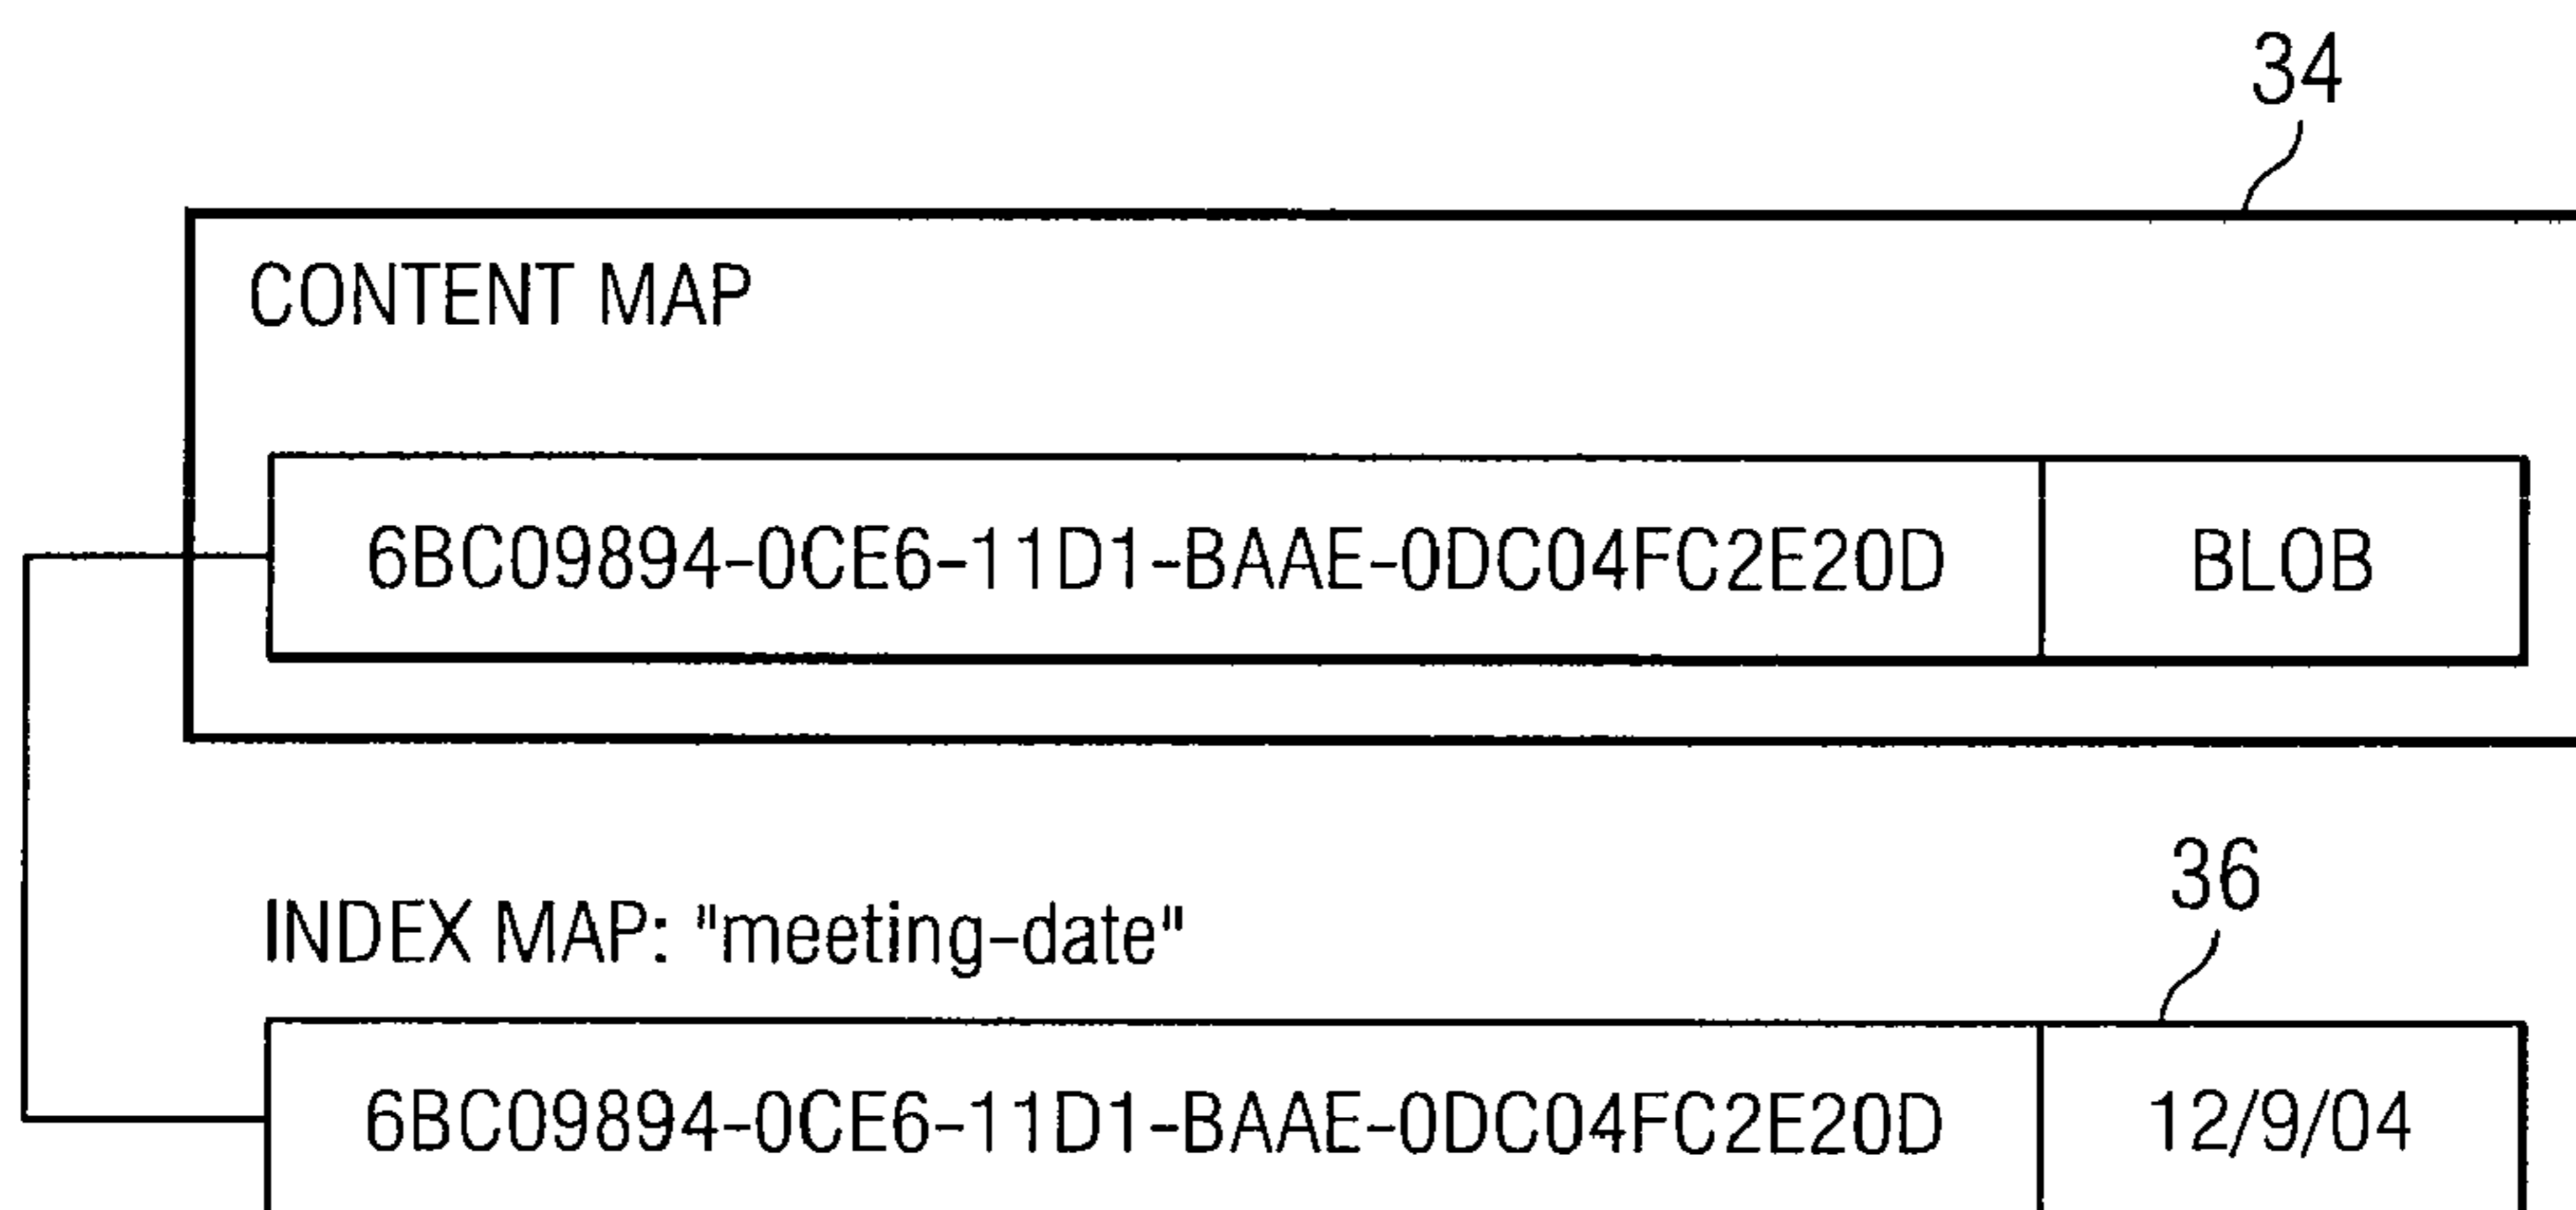 34
CONTENT MAP
6BC09894-0CE6-11D1-BAAE-0DC04FC2E20D BLOB
36
INDEX MAP: "meeting-date"
6BC09894-0CE6-11D1-BAAE-0DC04FC2E20D 12/9/04